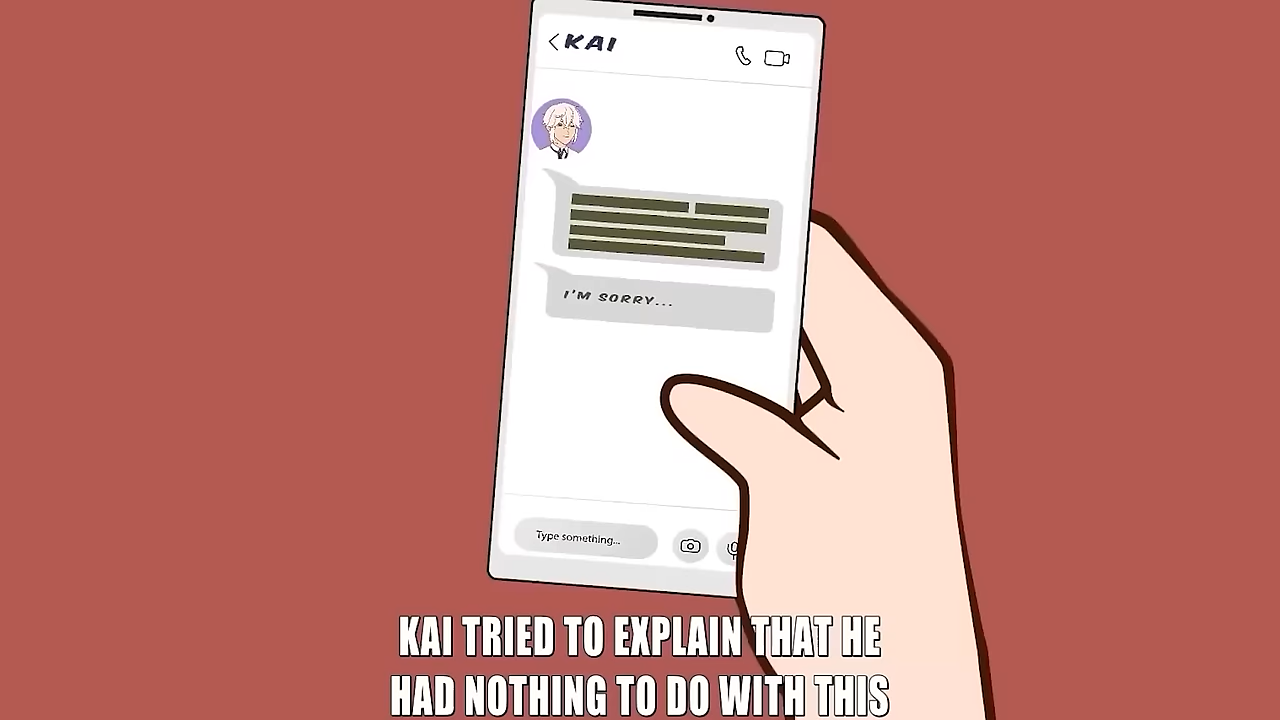 KAI
I'M SORRY...
Type something...
KAI TRIED TO EXPLAIN THAT HE
HAD NOTHING TO DO WITH THIS